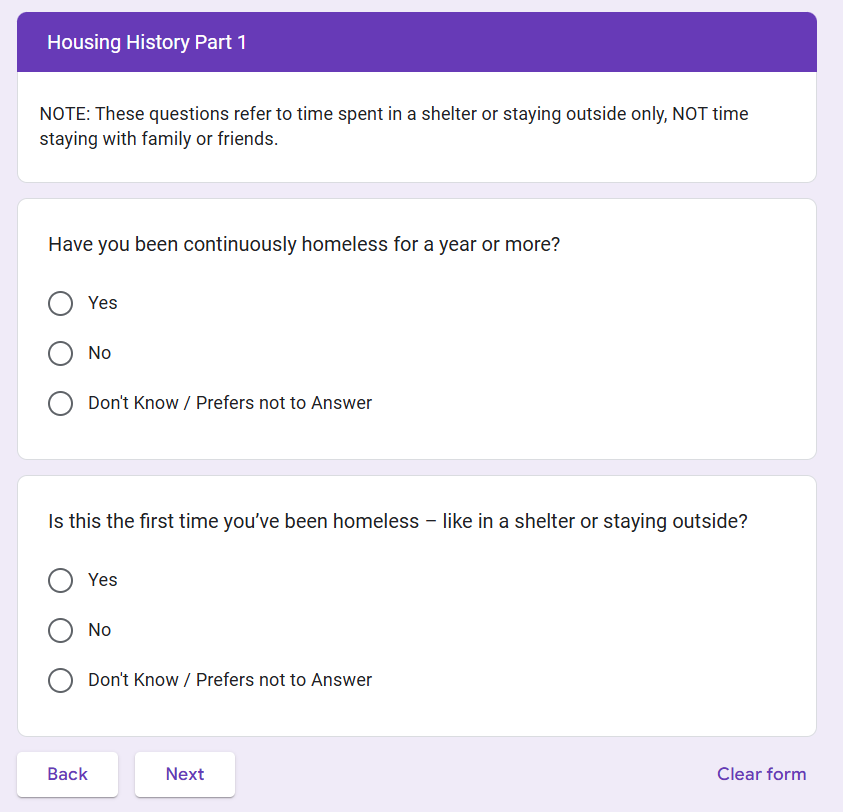 Housing History Part 1
NOTE: These questions refer to time spent in a shelter or staying outside only, NOT time
staying with family or friends.
Have you been continuously homeless for a year or more?
Yes
No
Don't Know / Prefers not to Answer
Is this the first time you’ve been homeless – like in a shelter or staying outside?
Yes
No
Don't Know / Prefers not to Answer
Back
Next
Clear form